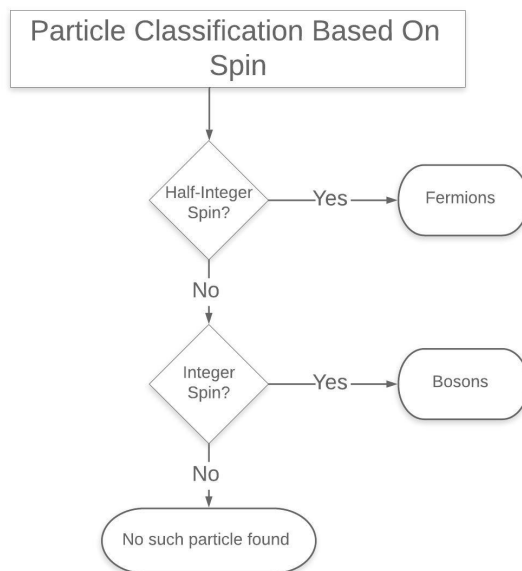 Particle Classification Based On
Spin
Half-Integer
Spin?
Yes
Fermions
No
Integer
Spin?
Yes
Bosons
No
No such particle found